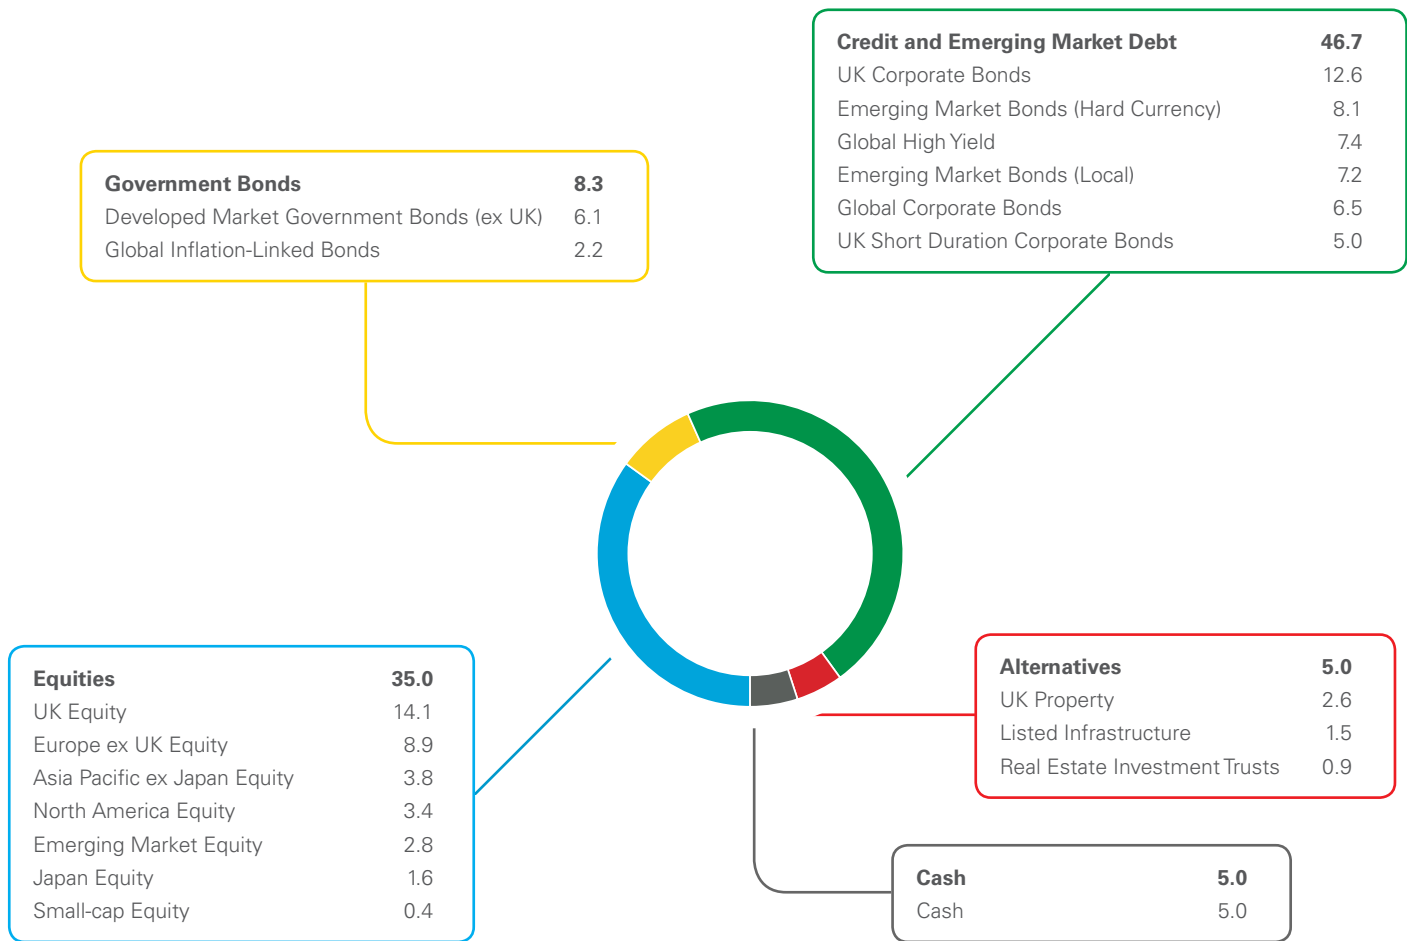 Credit and Emerging Market Debt 46.7
UK Corporate Bonds 12.6
Emerging Market Bonds (Hard Currency) 8.1
Global High Yield 7.4
Emerging Market Bonds (Local) 7.2
Global Corporate Bonds 6.5
UK Short Duration Corporate Bonds 5.0
Government Bonds 8.3
Developed Market Government Bonds (ex UK) 6.1
Global Inflation-Linked Bonds 2.2
Equities 35.0
UK Equity 14.1
Europe ex UK Equity 8.9
Asia Pacific ex Japan Equity 3.8
North America Equity 3.4
Emerging Market Equity 2.8
Japan Equity 1.6
Small-cap Equity 0.4
Alternatives 5.0
UK Property 2.6
Listed Infrastructure 1.5
Real Estate Investment Trusts 0.9
Cash 5.0
Cash 5.0